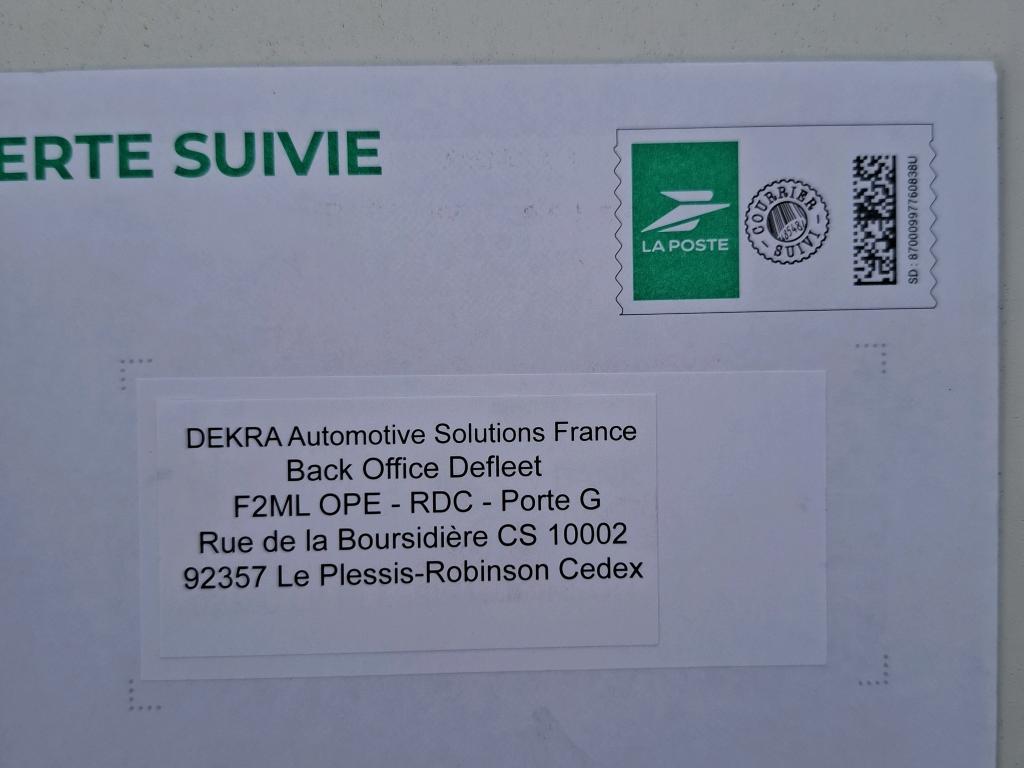 ERTE SUIVIE
LA POSTE
COURRIER
SUIVI
SD : 87000997760838U
DEKRA Automotive Solutions France
Back Office Defleet
F2ML OPE - RDC - Porte G
Rue de la Boursidière CS 10002
92357 Le Plessis-Robinson Cedex